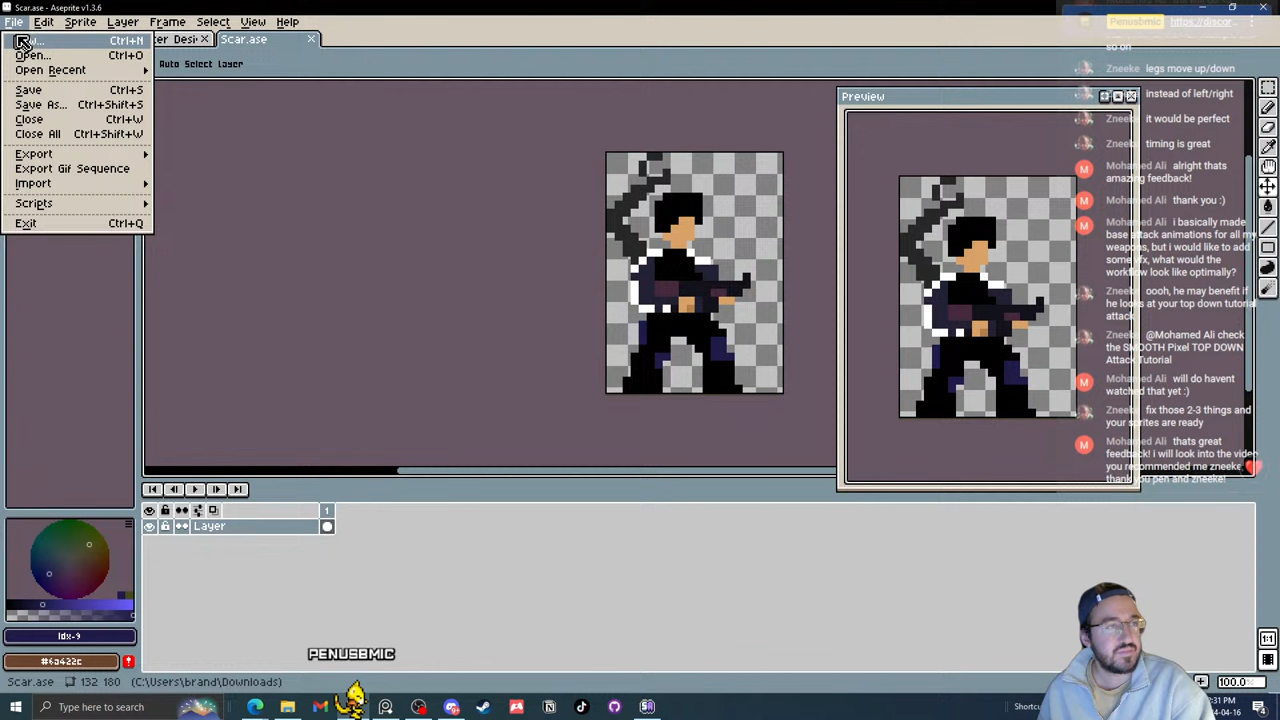 Scar.ase - Aseprite v1.3.6
File Edit Sprite Layer Frame Select View Help
Ctrl+N
Open... Ctrl+O
Open Recent
Save Ctrl+S
Save As... Ctrl+Shift+S
Close Ctrl+W
Close All Ctrl+Shift+W
Export
Export Gif Sequence
Import
Scripts
Exit Ctrl+Q
Scar.ase
Auto Select Layer
Preview
Penusbmic https://discor...
so on
Zneeke legs move up/down
Zneeke instead of left/right
Zneeke it would be perfect
Zneeke timing is great
Mohamed Ali alright thats
amazing feedback!
Mohamed Ali thank you :)
Mohamed Ali i basically made
base attack animations for all my
weapons, but i would like to add
some vfx, what would the
workflow look like optimally?
Zneeke oooh, he may benefit if
he looks at your top down tutorial
attack
Zneeke @Mohamed Ali check
the SMOOTH Pixel TOP DOWN
Attack Tutorial
Mohamed Ali will do havent
watched that yet :)
Zneeke fix those 2-3 things and
your sprites are ready
Mohamed Ali thats great
feedback! i will look into the video
you recommended me zneeke,
thank you pen and zneeke!
1
Layer
Idx-9
#6a422c
PENUSBMIC
Scar.ase 132 180 (C:\Users\brand\Downloads)
1:1
100.0
Type here to search